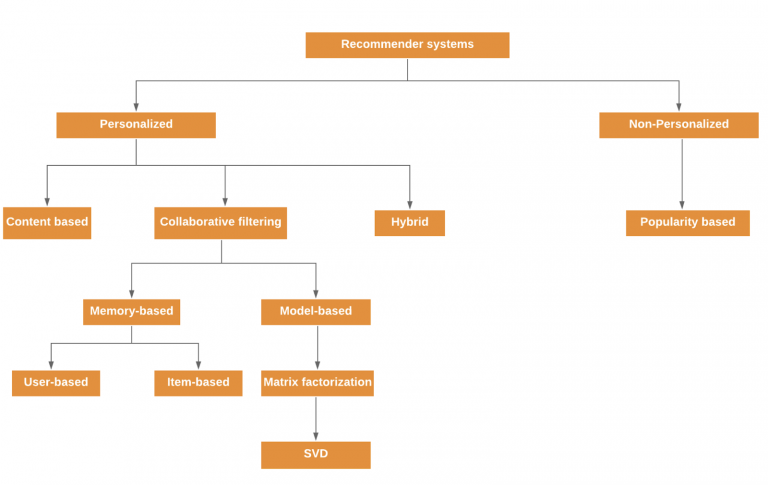 Recommender systems
Personalized
Non-Personalized
Content based
Collaborative filtering
Hybrid
Popularity based
Memory-based
Model-based
User-based
Item-based
Matrix factorization
SVD